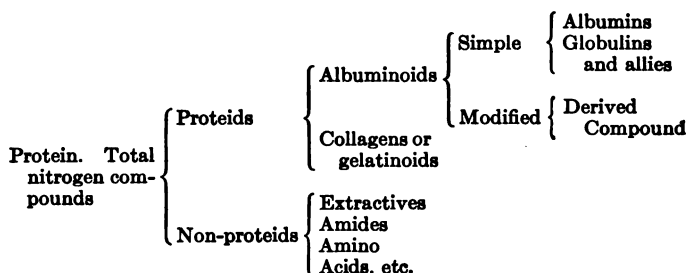 Protein. Total nitrogen com-
pounds
Proteids
Albuminoids
Simple
Albumins
Globulins
and allies
Modified
Derived
Compound
Collagens or
gelatinoids
Non-proteids
Extractives
Amides
Amino
Acids, etc.